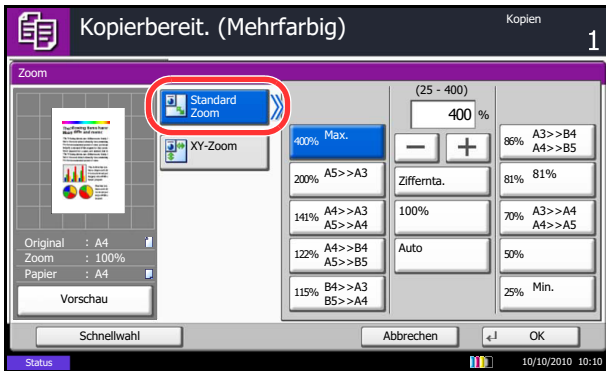 Kopierbereit. (Mehrfarbig)
Kopien
1
Zoom
Original : A4
Zoom : 100%
Papier : A4
Vorschau
Standard
Zoom
XY-Zoom
400% Max.
200% A5>>A3
141% A4>>A3
A5>>A4
122% A4>>B4
A5>>B5
115% B4>>A3
B5>>A4
(25 - 400)
400 %
Ziffernta.
100%
Auto
86% A3>>B4
A4>>B5
81% 81%
70% A3>>A4
A4>>A5
50%
25% Min.
Schnellwahl
Abbrechen
OK
Status
10/10/2010 10:10